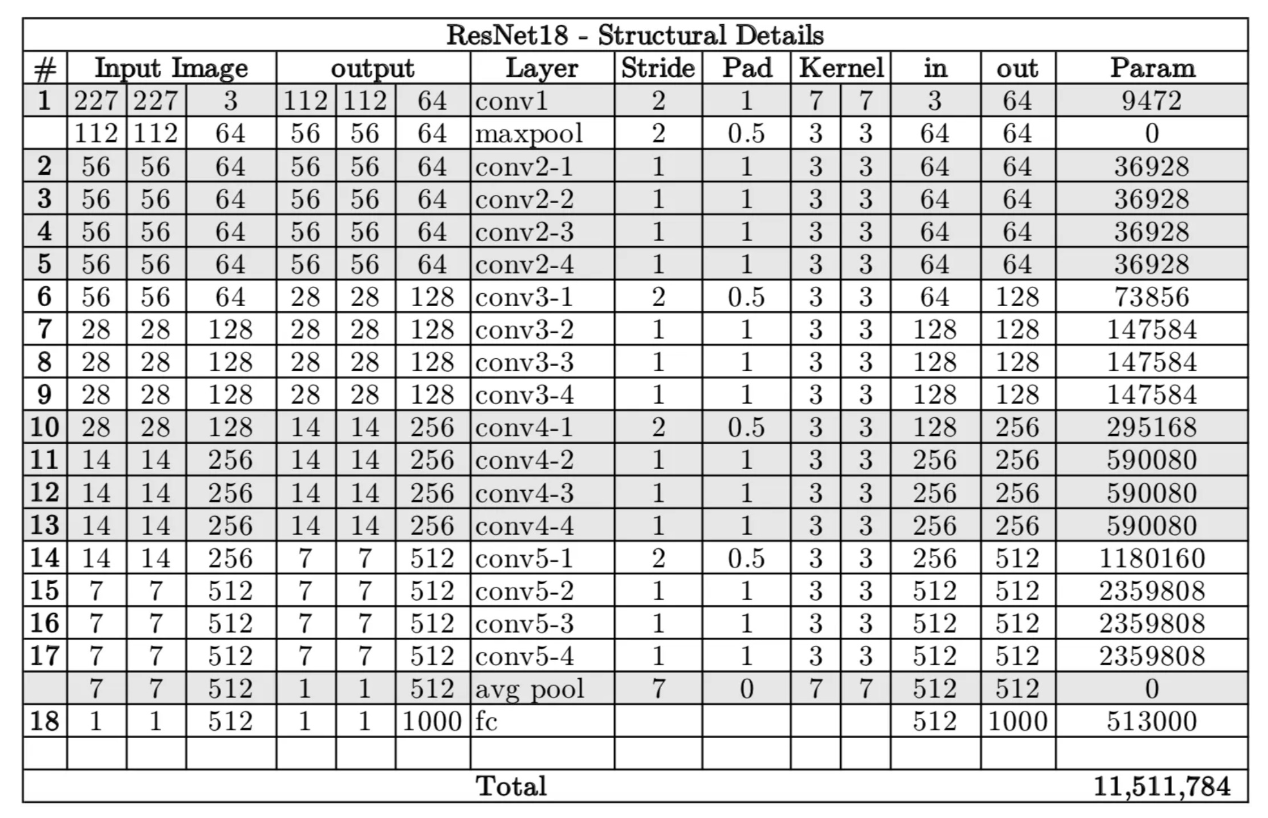 ResNet18 - Structural Details
# Input Image output Layer Stride Pad Kernel in out Param
1 227 227 3 112 112 64 conv1 2 1 7 7 3 64 9472
112 112 64 56 56 64 maxpool 2 0.5 3 3 64 64 0
2 56 56 64 56 56 64 conv2-1 1 1 3 3 64 64 36928
3 56 56 64 56 56 64 conv2-2 1 1 3 3 64 64 36928
4 56 56 64 56 56 64 conv2-3 1 1 3 3 64 64 36928
5 56 56 64 56 56 64 conv2-4 1 1 3 3 64 64 36928
6 56 56 64 28 28 128 conv3-1 2 0.5 3 3 64 128 73856
7 28 28 128 28 28 128 conv3-2 1 1 3 3 128 128 147584
8 28 28 128 28 28 128 conv3-3 1 1 3 3 128 128 147584
9 28 28 128 28 28 128 conv3-4 1 1 3 3 128 128 147584
10 28 28 128 14 14 256 conv4-1 2 0.5 3 3 128 256 295168
11 14 14 256 14 14 256 conv4-2 1 1 3 3 256 256 590080
12 14 14 256 14 14 256 conv4-3 1 1 3 3 256 256 590080
13 14 14 256 14 14 256 conv4-4 1 1 3 3 256 256 590080
14 14 14 256 7 7 512 conv5-1 2 0.5 3 3 256 512 1180160
15 7 7 512 7 7 512 conv5-2 1 1 3 3 512 512 2359808
16 7 7 512 7 7 512 conv5-3 1 1 3 3 512 512 2359808
17 7 7 512 7 7 512 conv5-4 1 1 3 3 512 512 2359808
7 7 512 1 1 512 avg pool 7 0 7 7 512 512 0
18 1 1 512 1 1 1000 fc 512 1000 513000
Total 11,511,784